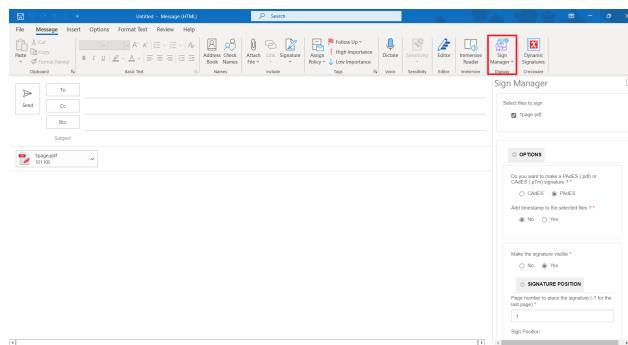 Untitled - Message (HTML)
Search
File Message Insert Options Format Text Review Help
Paste
Cut
Copy
Format Painter
Clipboard
Basic Text
Address Book
Check Names
Names
Attach File
Link
Signature
Include
Assign Policy
Follow Up
High Importance
Low Importance
Tags
Dictate
Voice
Sensitivity
Sensitivity
Editor
Editor
Immersive Reader
Immersive
Sign Manager
Dynamic Signatures
Crossware
Send
To
Cc
Bcc
Subject
1page.pdf
101 KB
Sign Manager
Select files to sign
1page.pdf
OPTIONS
Do you want to make a PAdES (.pdf) or
CAdES (.p7m) signature ? *
CAdES PAdES
Add timestamp to the selected files ? *
No Yes
Make the signature visible *
No Yes
SIGNATURE POSITION
Page number to place the signature (-1 for the
last page) *
1
Sign Position